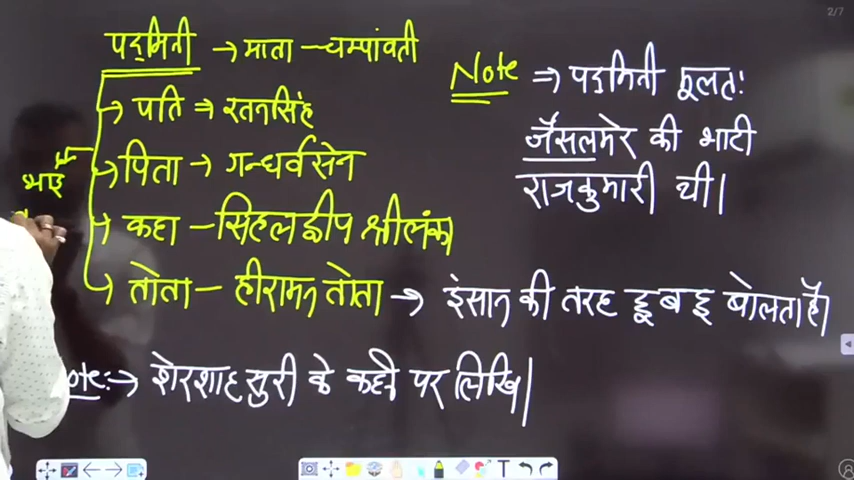 2/7
पद्मिनी → माता – चम्पांवती
→ पति ⇒ रतनसिंह
→ पिता → गन्धर्वसेन
भाई
→ कहा – सिंहलद्वीप श्रीलंका
→ तोता – हीरामन तोता → इंसान की तरह हूबहू बोलता है।
Note ⇒ पद्मिनी मूलतः
जैसलमेर की भाटी
राजकुमारी थी।
Note:→ शेरशाह सूरी के कहने पर लिखि।
T